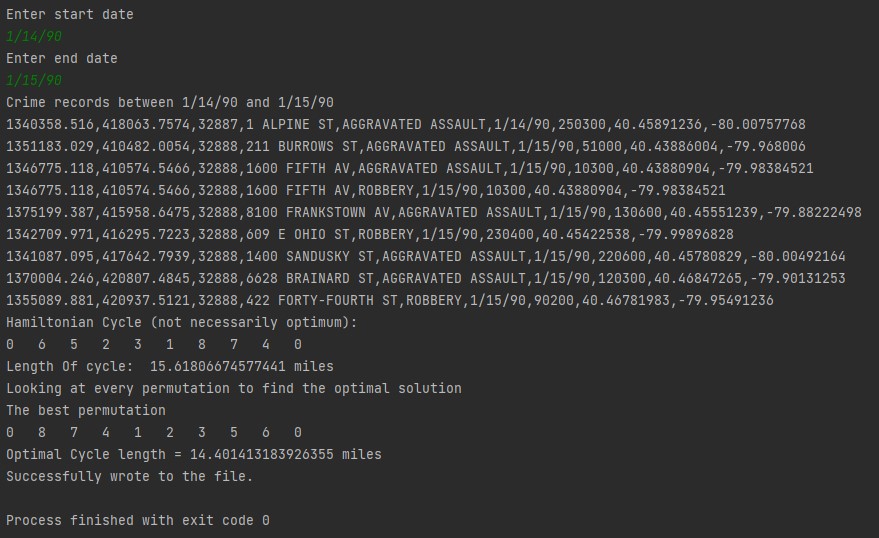 Enter start date
1/14/90
Enter end date
1/15/90
Crime records between 1/14/90 and 1/15/90
1340358.516,418063.7574,32887,1 ALPINE ST,AGGRAVATED ASSAULT,1/14/90,250300,40.45891236,-80.00757768
1351183.029,410482.0054,32888,211 BURROWS ST,AGGRAVATED ASSAULT,1/15/90,51000,40.43886004,-79.968006
1346775.118,410574.5466,32888,1600 FIFTH AV,AGGRAVATED ASSAULT,1/15/90,10300,40.43880904,-79.98384521
1346775.118,410574.5466,32888,1600 FIFTH AV,ROBBERY,1/15/90,10300,40.43880904,-79.98384521
1375199.387,415958.6475,32888,8100 FRANKSTOWN AV,AGGRAVATED ASSAULT,1/15/90,130600,40.45551239,-79.88222498
1342709.971,416295.7223,32888,609 E OHIO ST,ROBBERY,1/15/90,230400,40.45422538,-79.99896828
1341087.095,417642.7939,32888,1400 SANDUSKY ST,AGGRAVATED ASSAULT,1/15/90,220600,40.45780829,-80.00492164
1370004.246,420807.4845,32888,6628 BRAINARD ST,AGGRAVATED ASSAULT,1/15/90,120300,40.46847265,-79.90131253
1355089.881,420937.5121,32888,422 FORTY-FOURTH ST,ROBBERY,1/15/90,90200,40.46781983,-79.95491236
Hamiltonian Cycle (not necessarily optimum):
0 6 5 2 3 1 8 7 4 0
Length Of cycle: 15.61806674577441 miles
Looking at every permutation to find the optimal solution
The best permutation
0 8 7 4 1 2 3 5 6 0
Optimal Cycle length = 14.401413183926355 miles
Successfully wrote to the file.
Process finished with exit code 0